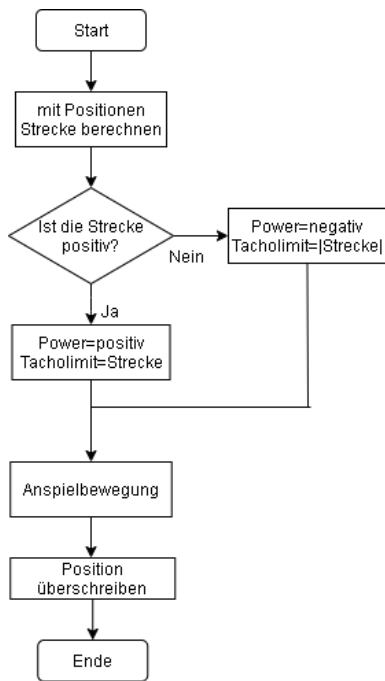 Start
mit Positionen
Strecke berechnen
Ist die Strecke
positiv?
Nein
Power=negativ
Tacholimit=|Strecke|
Ja
Power=positiv
Tacholimit=Strecke
Anspielbewegung
Position
überschreiben
Ende